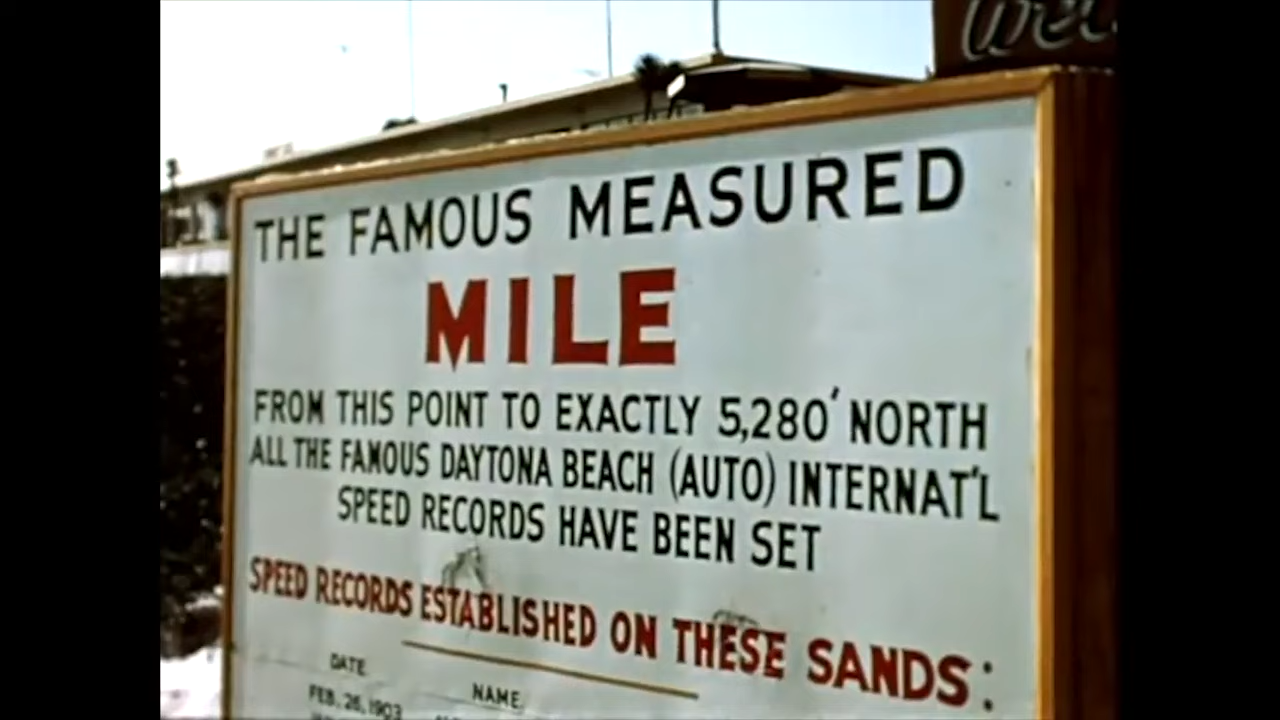 THE FAMOUS MEASURED
MILE
FROM THIS POINT TO EXACTLY 5,280' NORTH
ALL THE FAMOUS DAYTONA BEACH (AUTO) INTERNAT'L
SPEED RECORDS HAVE BEEN SET
SPEED RECORDS ESTABLISHED ON THESE SANDS:
DATE NAME
FEB. 26, 1903